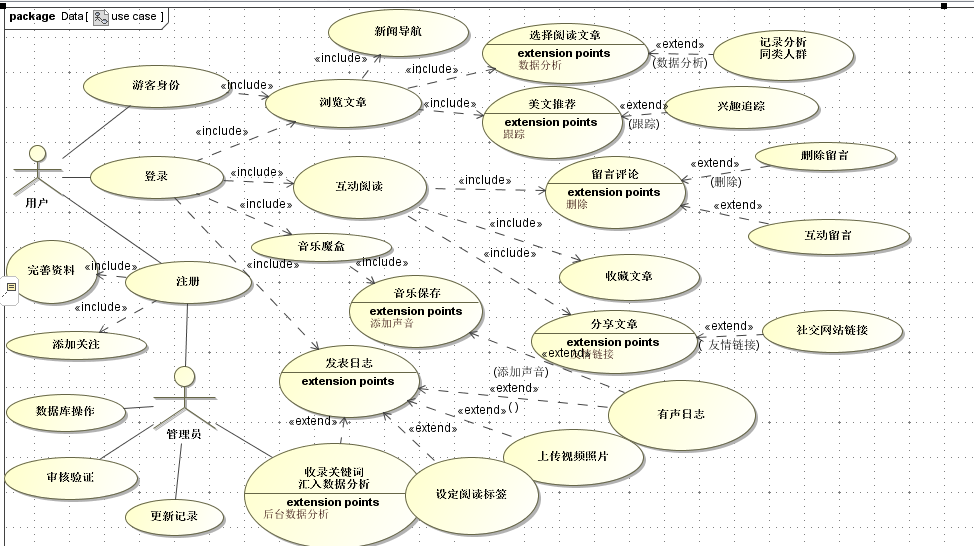 package Data[ use case ]
新闻导航
选择阅读文章
extension points
数据分析
«extend»
(数据分析)
记录分析
同类人群
«include»
«include»
游客身份
«include»
浏览文章
«include»
美文推荐
extension points
跟踪
«extend»
(跟踪)
兴趣追踪
«include»
用户
登录
«include»
互动阅读
«include»
留言评论
extension points
删除
«extend»
(删除)
删除留言
«extend»
互动留言
«include»
音乐魔盒
«include»
«include»
«include»
«include»
收藏文章
完善资料
«include»
注册
«include»
添加关注
音乐保存
extension points
添加声音
分享文章
extension points
友情链接
«extend»
( 友情链接)
社交网站链接
«extend»
(添加声音)
发表日志
extension points
«extend»
( )
有声日志
«extend»
«extend»
«extend»
管理员
数据库操作
审核验证
更新记录
收录关键词
汇入数据分析
extension points
后台数据分析
设定阅读标签
上传视频照片